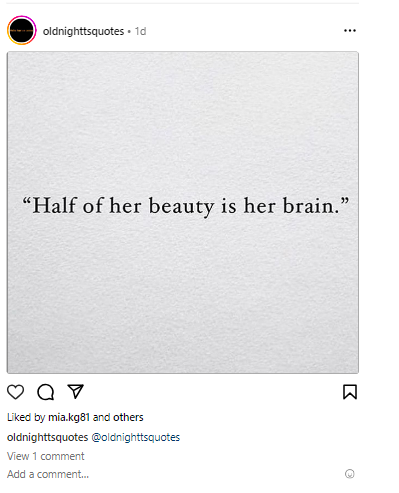 oldnighttsquotes • 1d
“Half of her beauty is her brain.”
Liked by mia.kg81 and others
oldnighttsquotes @oldnighttsquotes
View 1 comment
Add a comment...